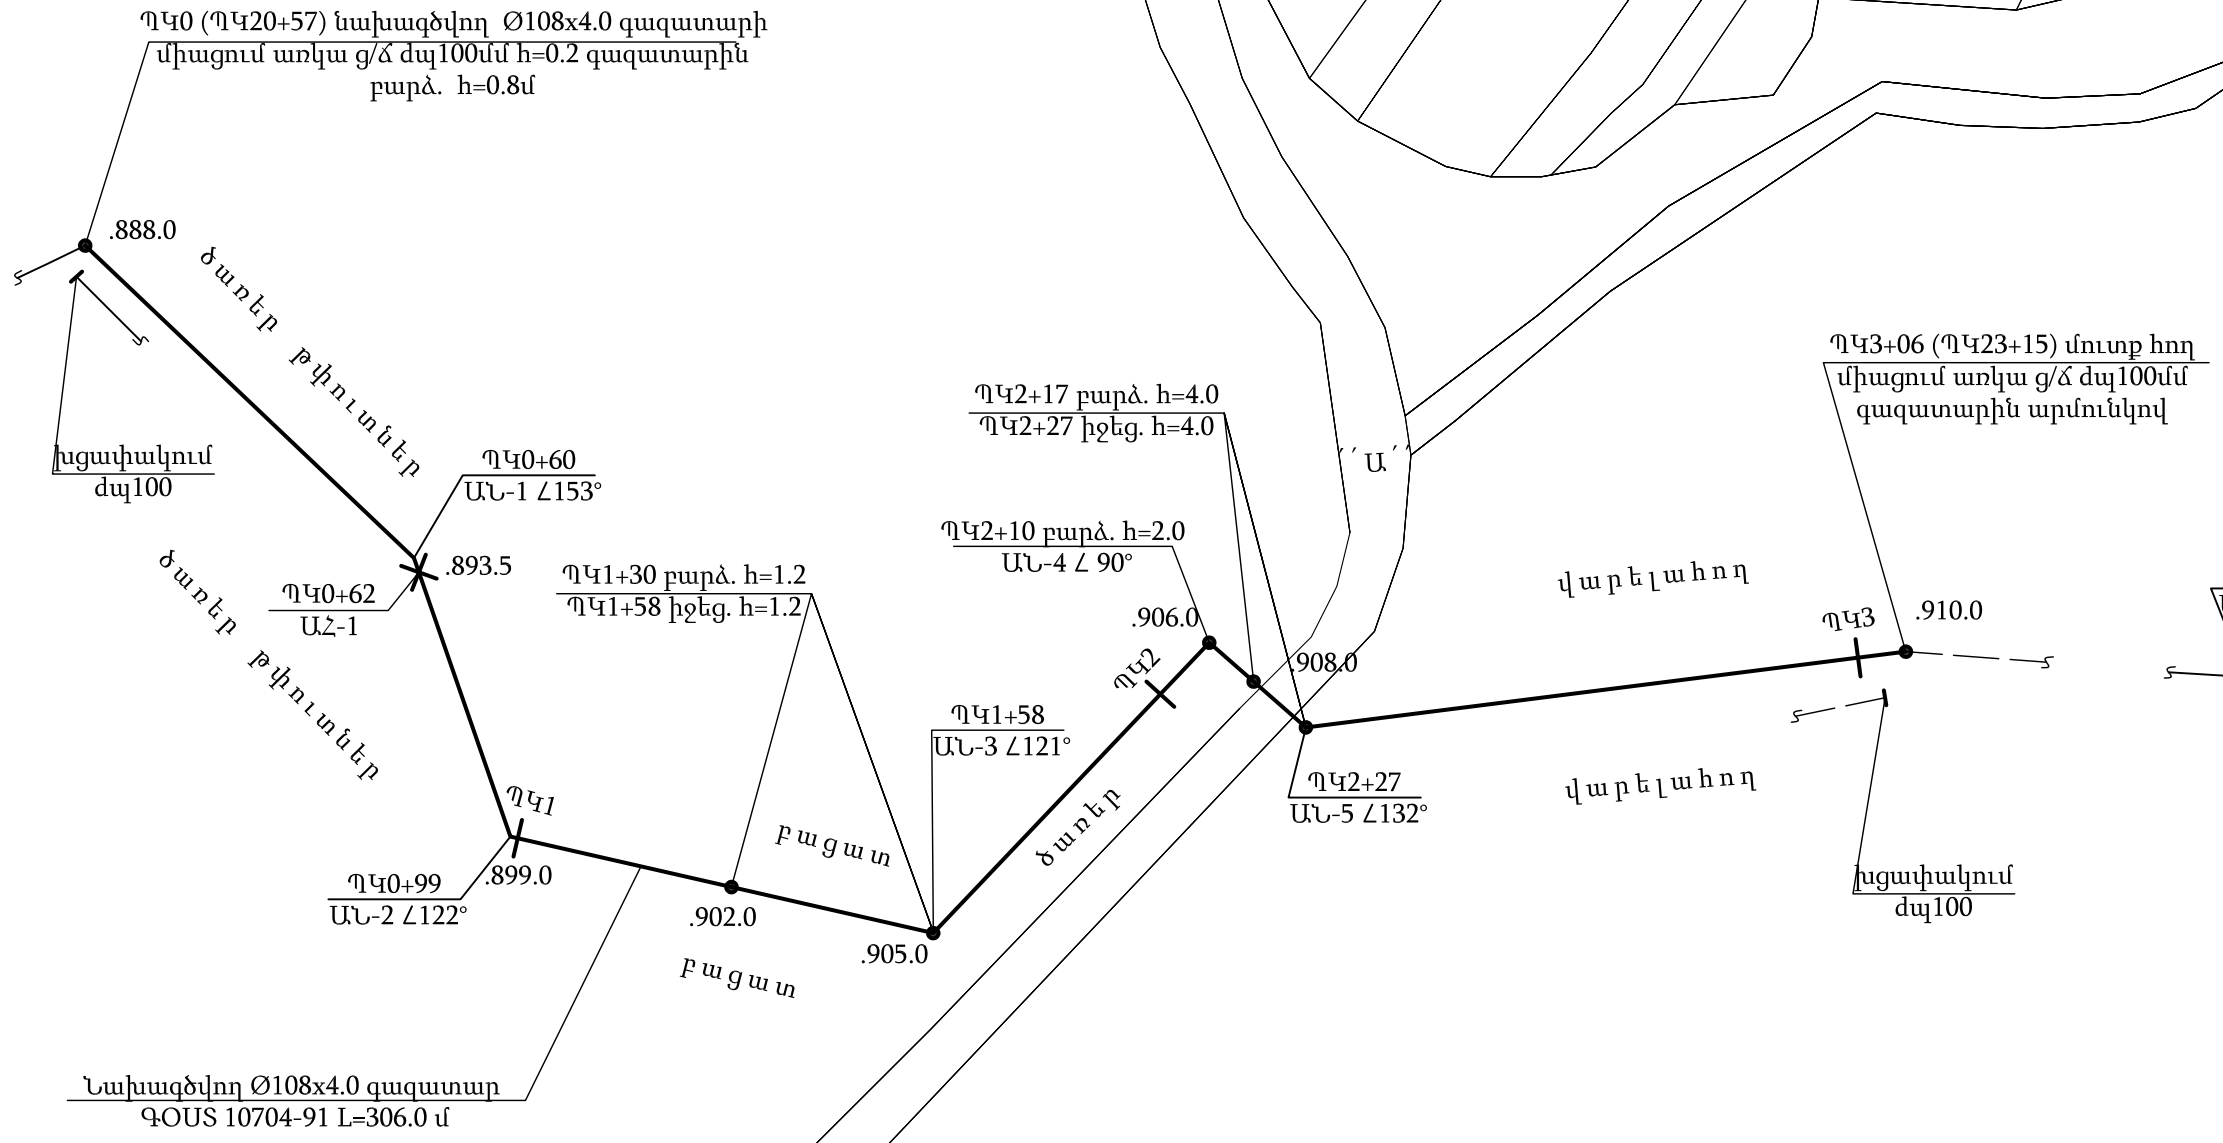 ՊԿ0 (ՊԿ20+57) նախագծվող Ø108x4.0 գազատարի
միացում առկա ց/ճ ժպ100մմ h=0.2 գազատարին
բարձ. h=0.8մ
.888.0
ծառեր թփուտներ
խցափակում
ժպ100
ՊԿ0+60
ԱՆ-1 ∠153°
.893.5
ՊԿ0+62
ԱՀ-1
ծառեր թփուտներ
ՊԿ1+30 բարձ. h=1.2
ՊԿ1+58 իջեց. h=1.2
ՊԿ2+17 բարձ. h=4.0
ՊԿ2+27 իջեց. h=4.0
՛՛Ա՛՛
ՊԿ2+10 բարձ. h=2.0
ԱՆ-4 ∠ 90°
.906.0
.908.0
ՊԿ2
ՊԿ3+06 (ՊԿ23+15) մուտք հող
միացում առկա ց/ճ ժպ100մմ
գազատարին արմունկով
վարելահող
ՊԿ3
.910.0
ՊԿ1+58
ԱՆ-3 ∠121°
ՊԿ2+27
ԱՆ-5 ∠132°
վարելահող
ՊԿ1
բացատ
ծառեր
ՊԿ0+99
ԱՆ-2 ∠122°
.899.0
.902.0
.905.0
բացատ
խցափակում
ժպ100
Նախագծվող Ø108x4.0 գազատար
ԳՕՍՏ 10704-91 L=306.0 մ